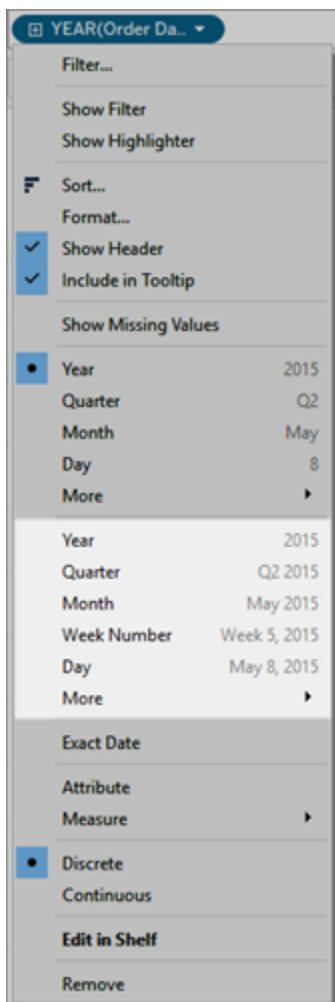 YEAR(Order Da..
Filter...
Show Filter
Show Highlighter
Sort...
Format...
Show Header
Include in Tooltip
Show Missing Values
Year 2015
Quarter Q2
Month May
Day 8
More
Year 2015
Quarter Q2 2015
Month May 2015
Week Number Week 5, 2015
Day May 8, 2015
More
Exact Date
Attribute
Measure
Discrete
Continuous
Edit in Shelf
Remove